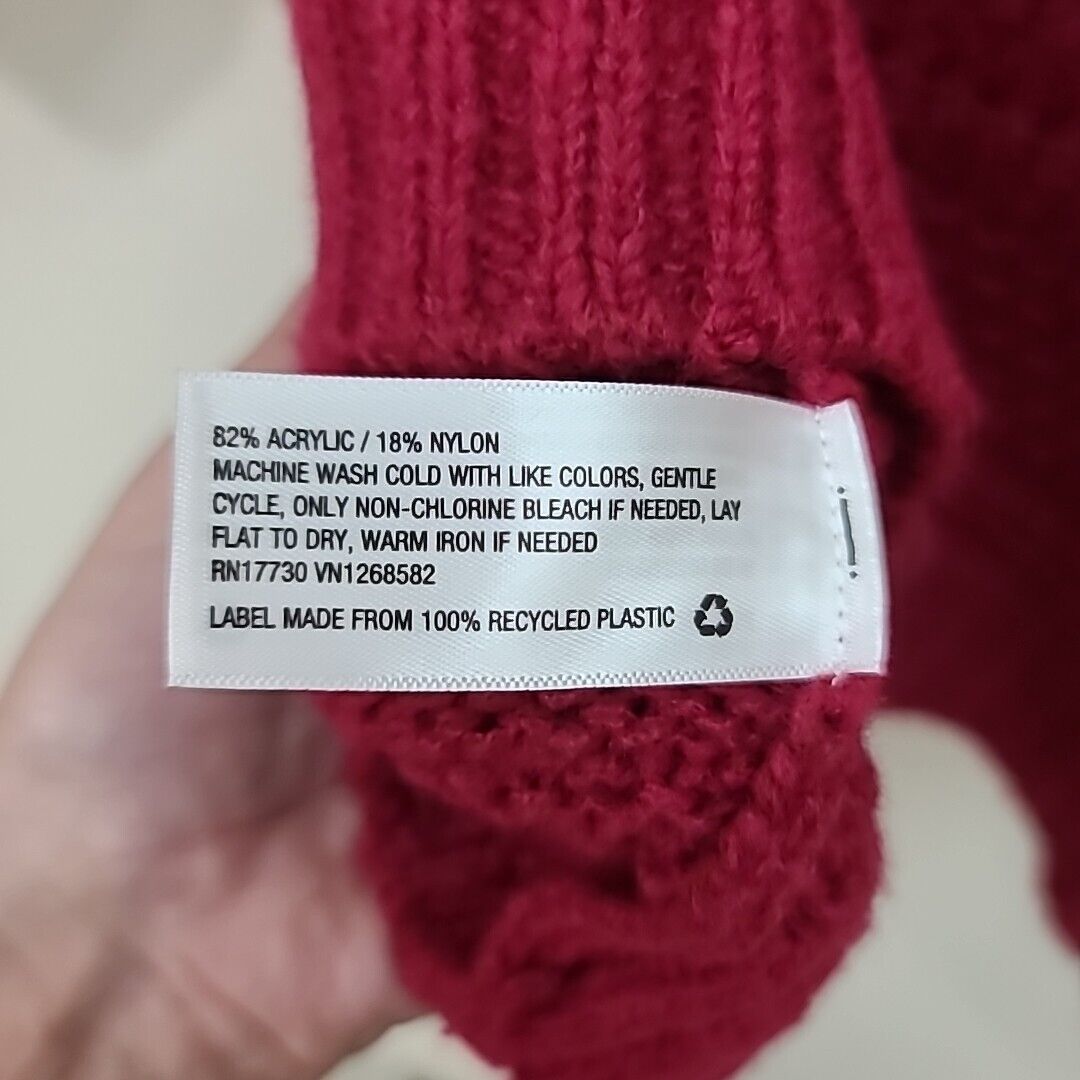 82% ACRYLIC / 18% NYLON
MACHINE WASH COLD WITH LIKE COLORS, GENTLE
CYCLE, ONLY NON-CHLORINE BLEACH IF NEEDED, LAY
FLAT TO DRY, WARM IRON IF NEEDED
RN17730 VN1268582
LABEL MADE FROM 100% RECYCLED PLASTIC